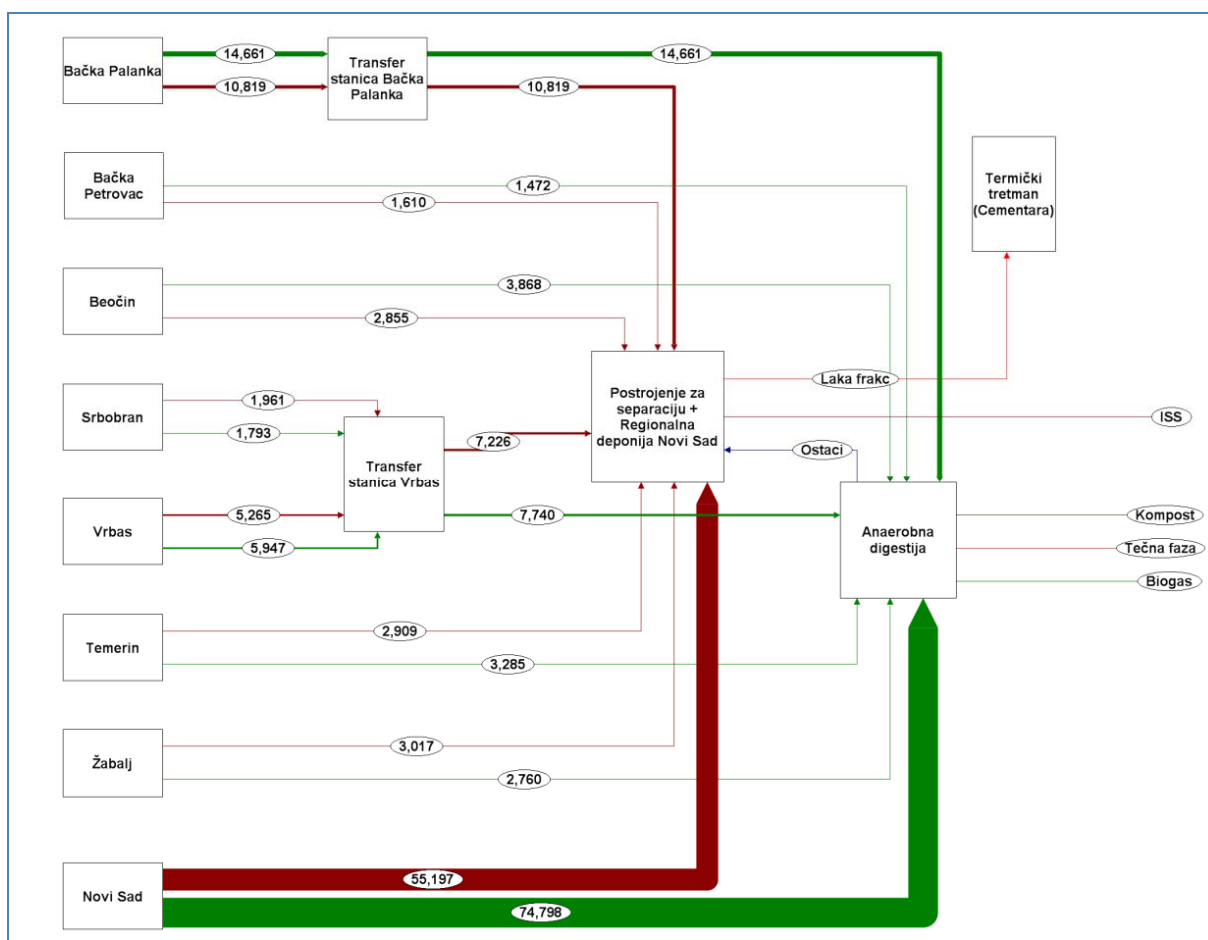 Bačka Palanka
14,661
10,819
Transfer
stanica Bačka
Palanka
14,661
10,819
Bačka
Petrovac
1,472
1,610
Termički
tretman
(Cementara)
Beočin
3,868
2,855
Srbobran
1,961
1,793
Transfer
stanica Vrbas
7,226
7,740
Postrojenje za
separaciju +
Regionalna
deponija Novi Sad
Laka frakc
ISS
Ostaci
Vrbas
5,265
5,947
Anaerobna
digestija
Kompost
Tečna faza
Biogas
Temerin
2,909
3,285
Žabalj
3,017
2,760
Novi Sad
55,197
74,798